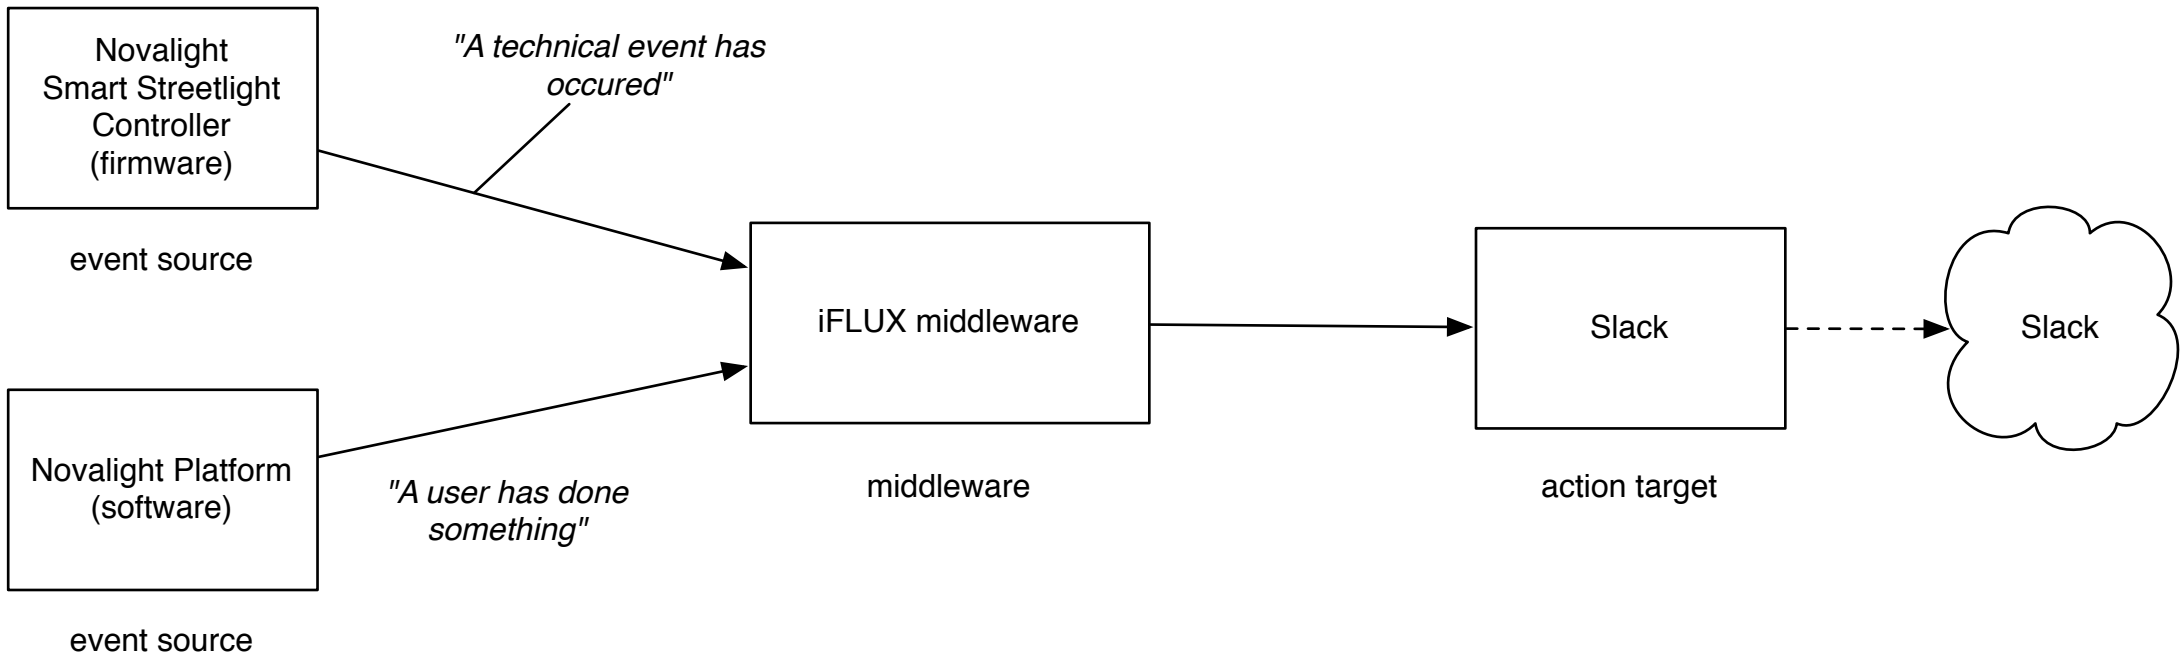 Novalight
Smart Streetlight
Controller
(firmware)
event source
"A technical event has
occured"
Novalight Platform
(software)
event source
"A user has done
something"
iFLUX middleware
middleware
Slack
action target
Slack